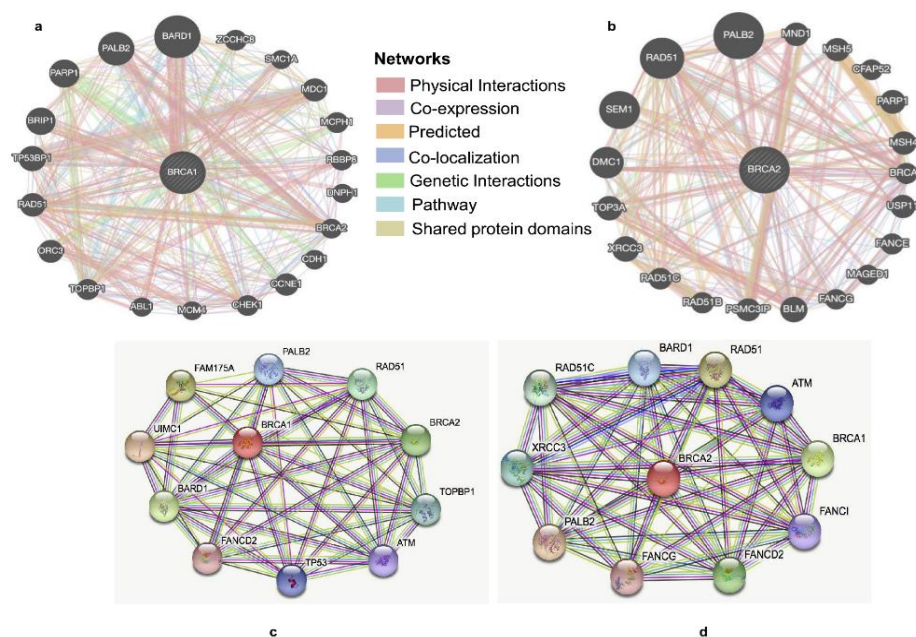 a
BARD1
ZCCHC8
PALB2
SMC1A
PARP1
MDC1
BRIP1
MCPH1
TP53BP1
RBBP8
BRCA1
DNPH1
RAD51
BRCA2
ORC3
CDH1
TOPBP1
CCNE1
ABL1
MCM4
CHEK1
Networks
Physical Interactions
Co-expression
Predicted
Co-localization
Genetic Interactions
Pathway
Shared protein domains
b
PALB2
MND1
RAD51
MSH5
CFAP52
SEM1
PARP1
MSH4
DMC1
BRCA2
BRCA
TOP3A
USP11
XRCC3
FANCE
RAD51C
MAGED1
RAD51B
FANCG
PSMC3IP
BLM
PALB2
FAM175A
RAD51
UIMC1
BRCA1
BRCA2
BARD1
TOPBP1
FANCD2
ATM
TP53
c
BARD1
RAD51
RAD51C
ATM
XRCC3
BRCA2
BRCA1
PALB2
FANCI
FANCG
FANCD2
d